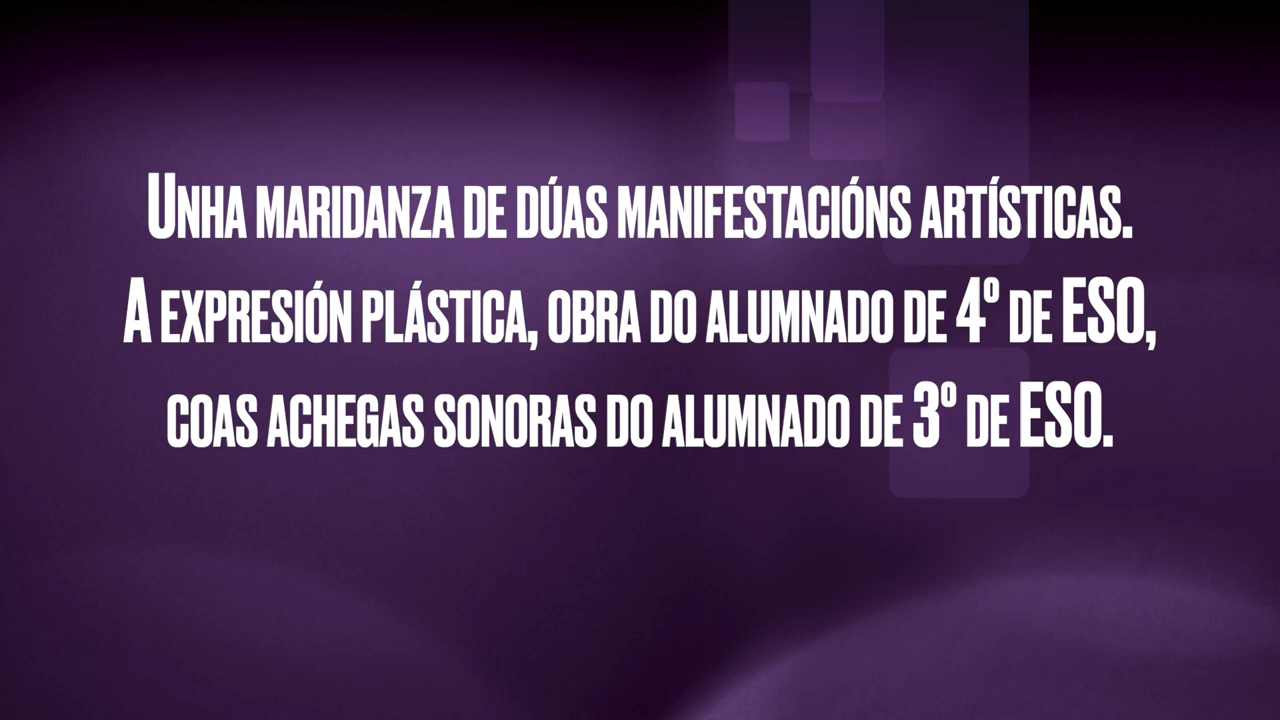 Unha maridanza de dúas manifestacións artísticas.
A expresión plástica, obra do alumnado de 4º de ESO,
coas achegas sonoras do alumnado de 3º de ESO.